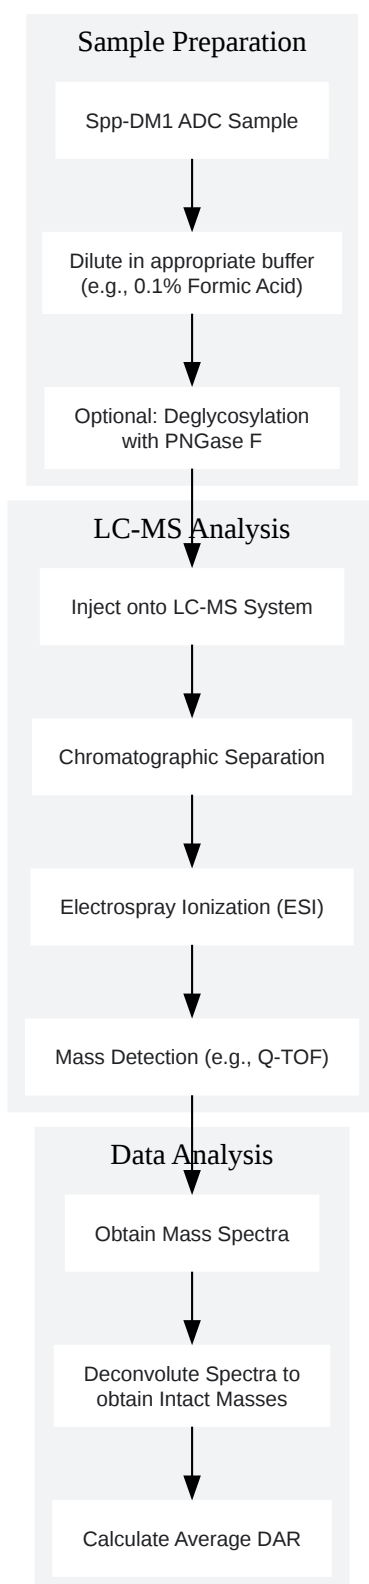 Sample Preparation
Spp-DM1 ADC Sample
Dilute in appropriate buffer
(e.g., 0.1% Formic Acid)
Optional: Deglycosylation
with PNGase F
LC-MS Analysis
Inject onto LC-MS System
Chromatographic Separation
Electrospray Ionization (ESI)
Mass Detection (e.g., Q-TOF)
Data Analysis
Obtain Mass Spectra
Deconvolute Spectra to
obtain Intact Masses
Calculate Average DAR